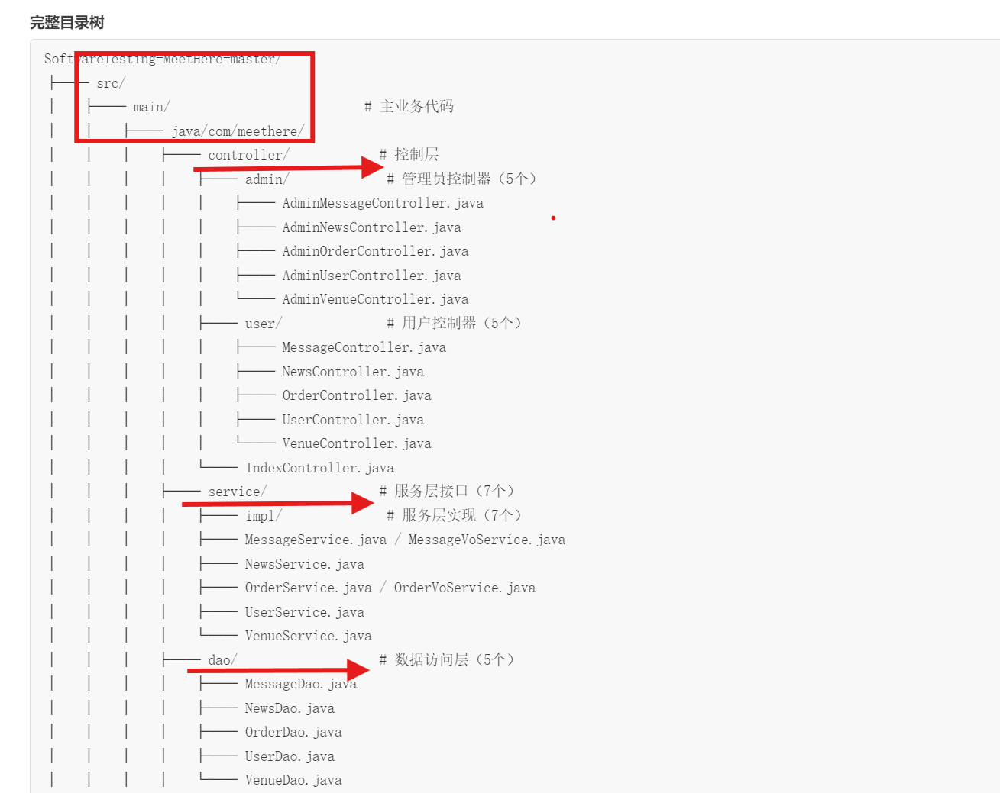 完整目录树
SoftwareTesting-MeetHere-master/
├── src/
│ ├── main/ # 主业务代码
│ │ ├── java/com/meethere/
│ │ │ ├── controller/ # 控制层
│ │ │ │ ├── admin/ # 管理员控制器（5个）
│ │ │ │ │ ├── AdminMessageController.java
│ │ │ │ │ ├── AdminNewsController.java
│ │ │ │ │ ├── AdminOrderController.java
│ │ │ │ │ ├── AdminUserController.java
│ │ │ │ │ └── AdminVenueController.java
│ │ │ │ ├── user/ # 用户控制器（5个）
│ │ │ │ │ ├── MessageController.java
│ │ │ │ │ ├── NewsController.java
│ │ │ │ │ ├── OrderController.java
│ │ │ │ │ ├── UserController.java
│ │ │ │ │ └── VenueController.java
│ │ │ │ └── IndexController.java
│ │ │ ├── service/ # 服务层接口（7个）
│ │ │ │ ├── impl/ # 服务层实现（7个）
│ │ │ │ ├── MessageService.java / MessageVoService.java
│ │ │ │ ├── NewsService.java
│ │ │ │ ├── OrderService.java / OrderVoService.java
│ │ │ │ ├── UserService.java
│ │ │ │ └── VenueService.java
│ │ │ ├── dao/ # 数据访问层（5个）
│ │ │ │ ├── MessageDao.java
│ │ │ │ ├── NewsDao.java
│ │ │ │ ├── OrderDao.java
│ │ │ │ ├── UserDao.java
│ │ │ │ └── VenueDao.java